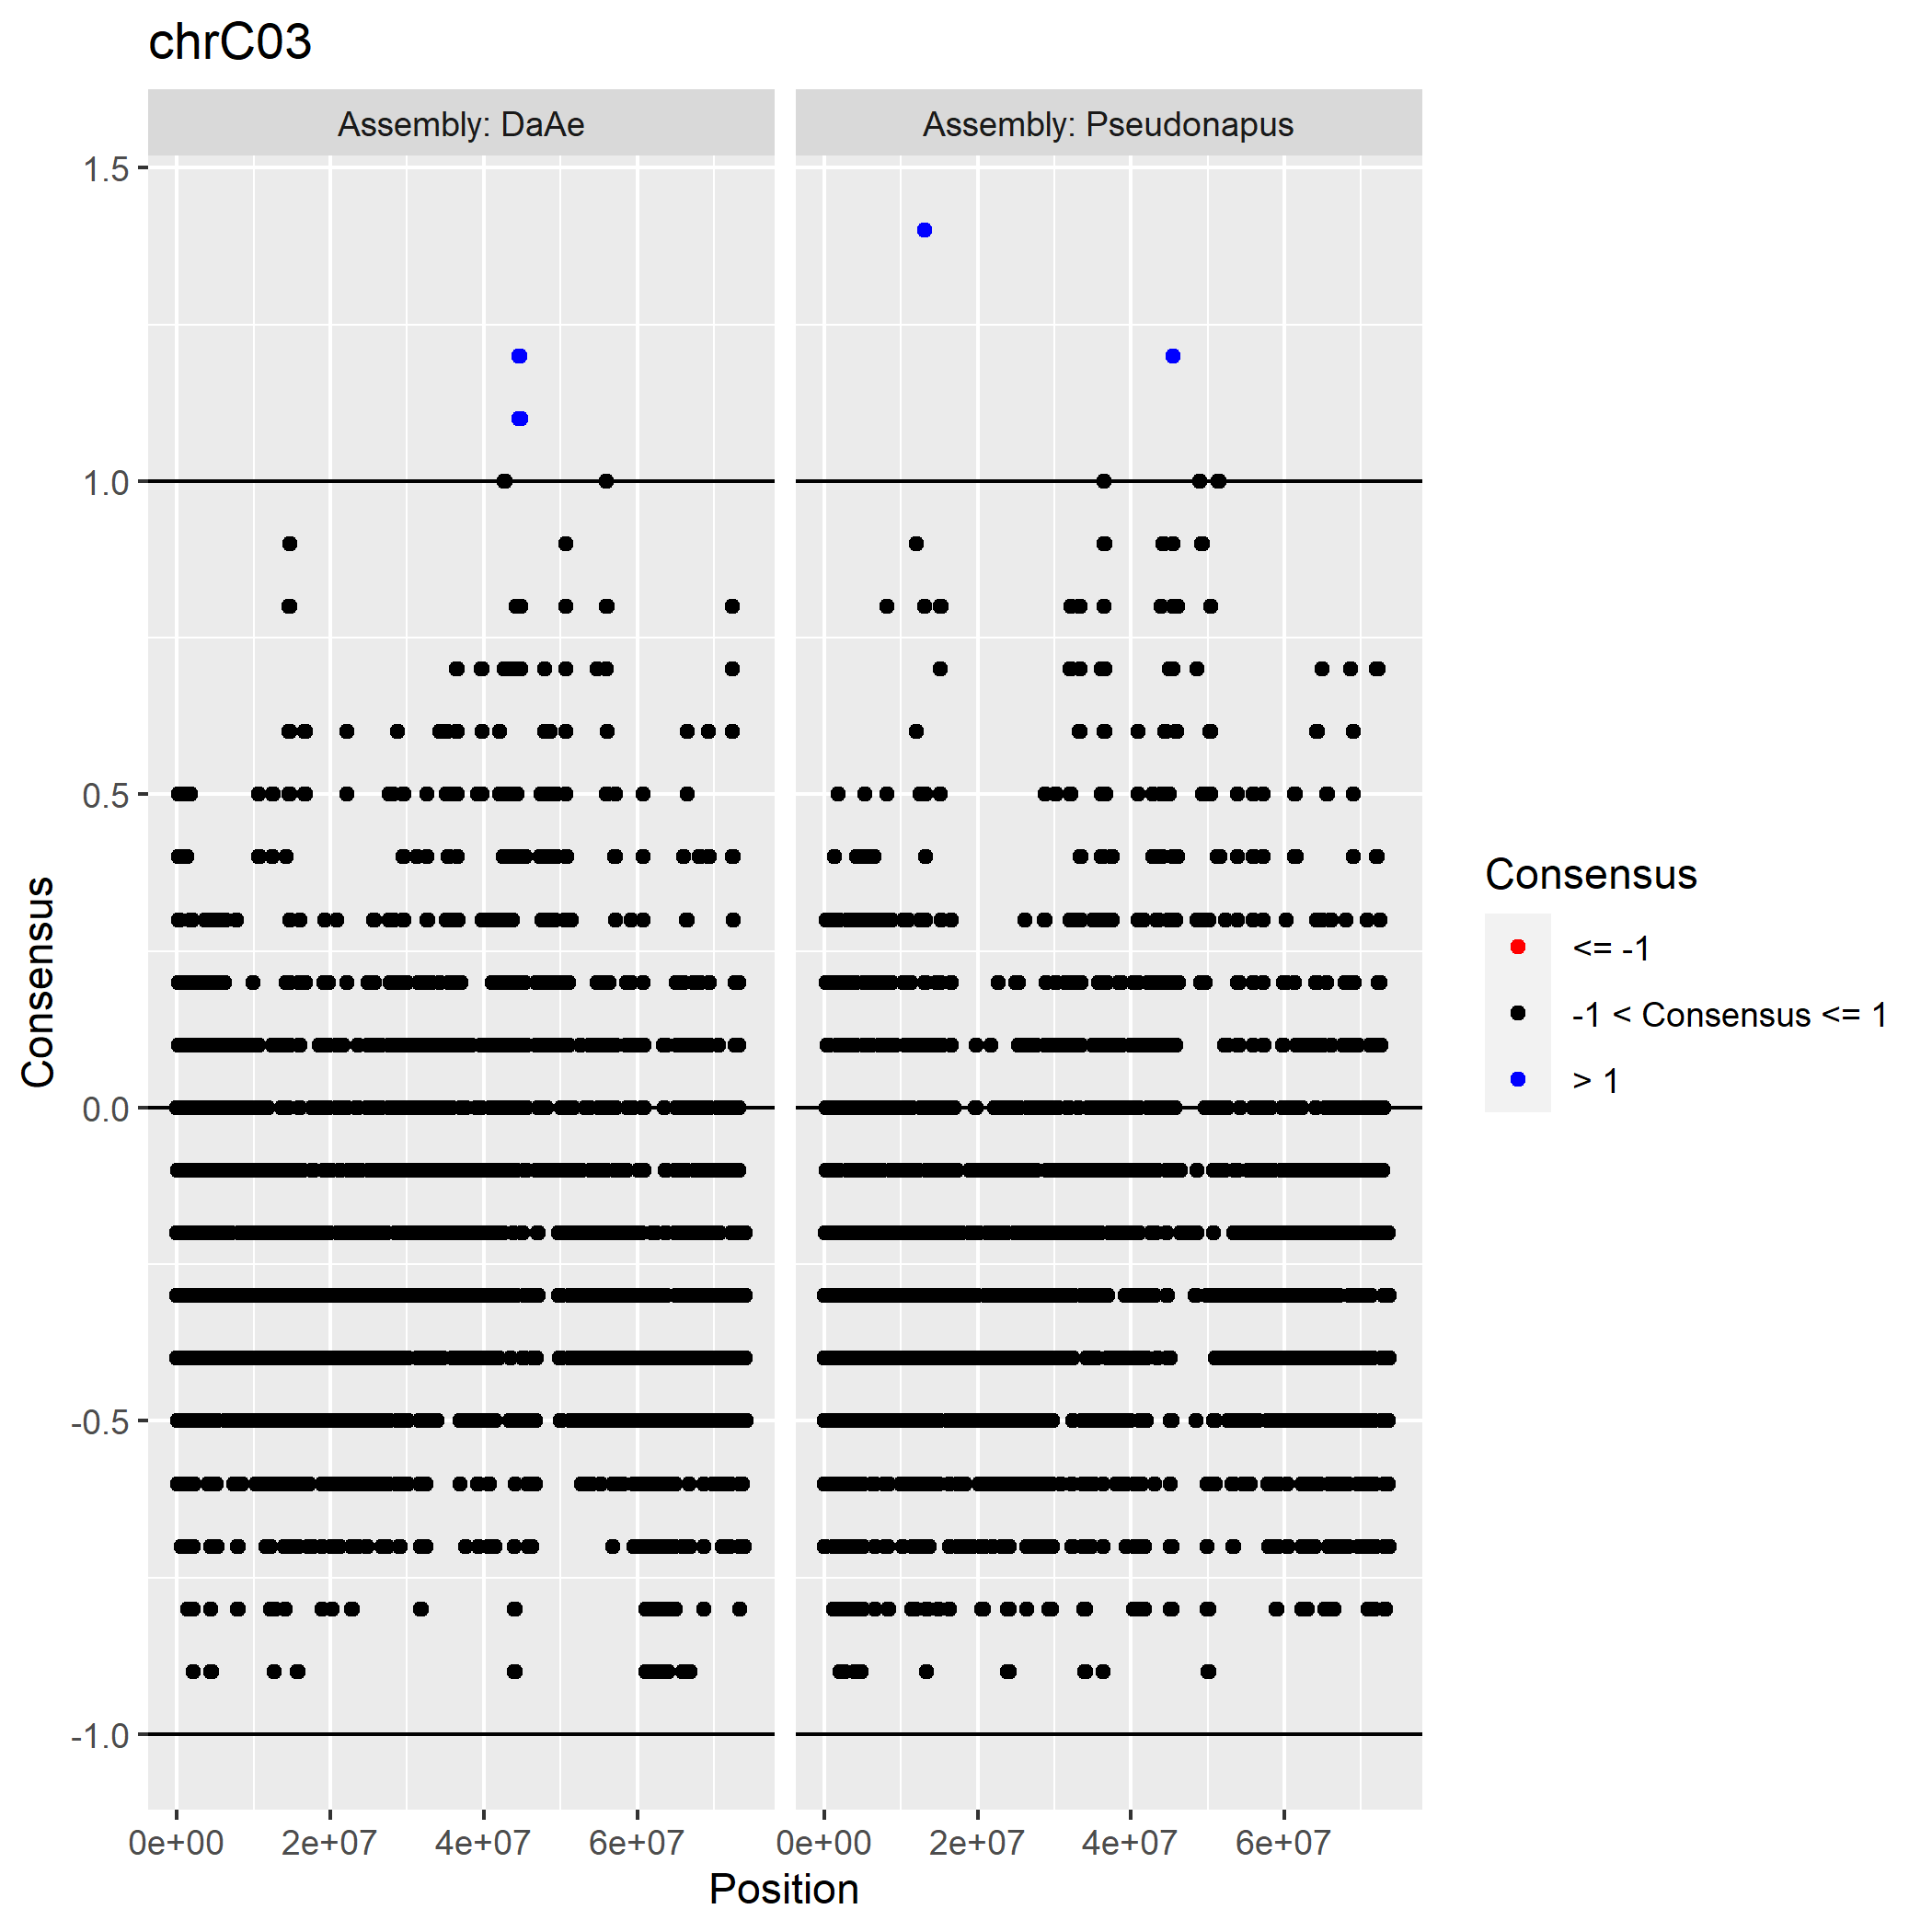 chrC03
Assembly: DaAe
Assembly: Pseudonapus
1.5
1.0
0.5
0.0
-0.5
-1.0
Consensus
0e+00 2e+07 4e+07 6e+07
0e+00 2e+07 4e+07 6e+07
Position
Consensus
<= -1
-1 < Consensus <= 1
> 1